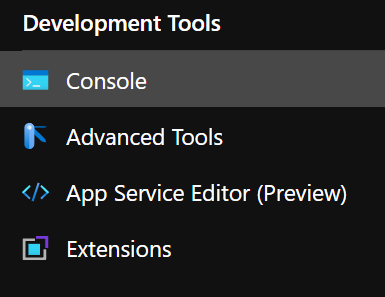 Development Tools
Console
Advanced Tools
App Service Editor (Preview)
Extensions